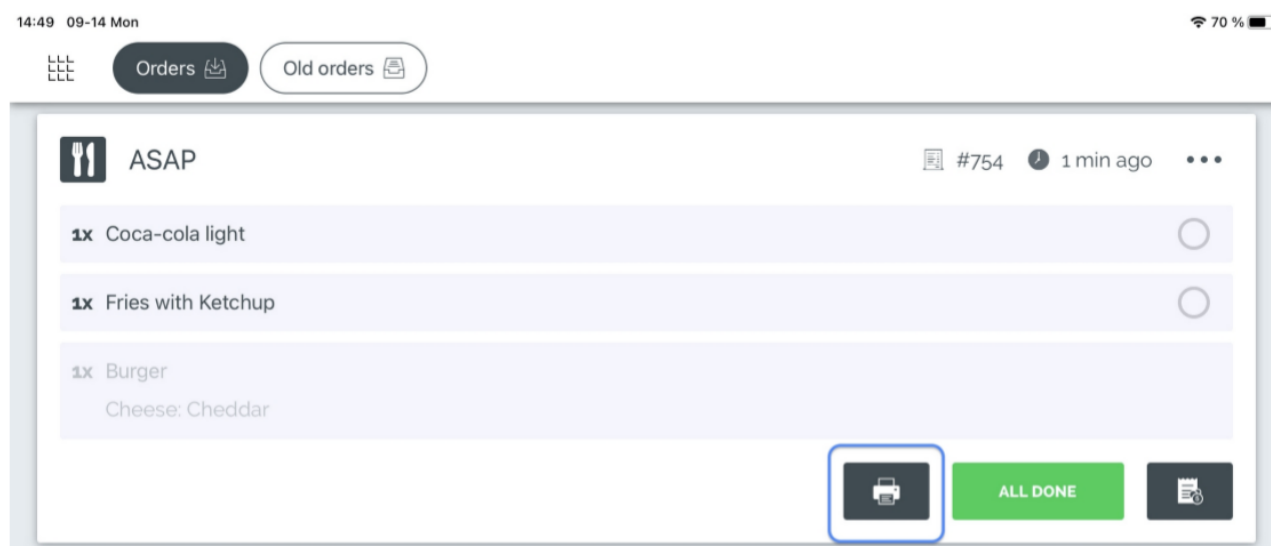 14:49 09-14 Mon 70 %
Orders Old orders
ASAP #754 1 min ago
1x Coca-cola light
1x Fries with Ketchup
1x Burger
Cheese: Cheddar
ALL DONE